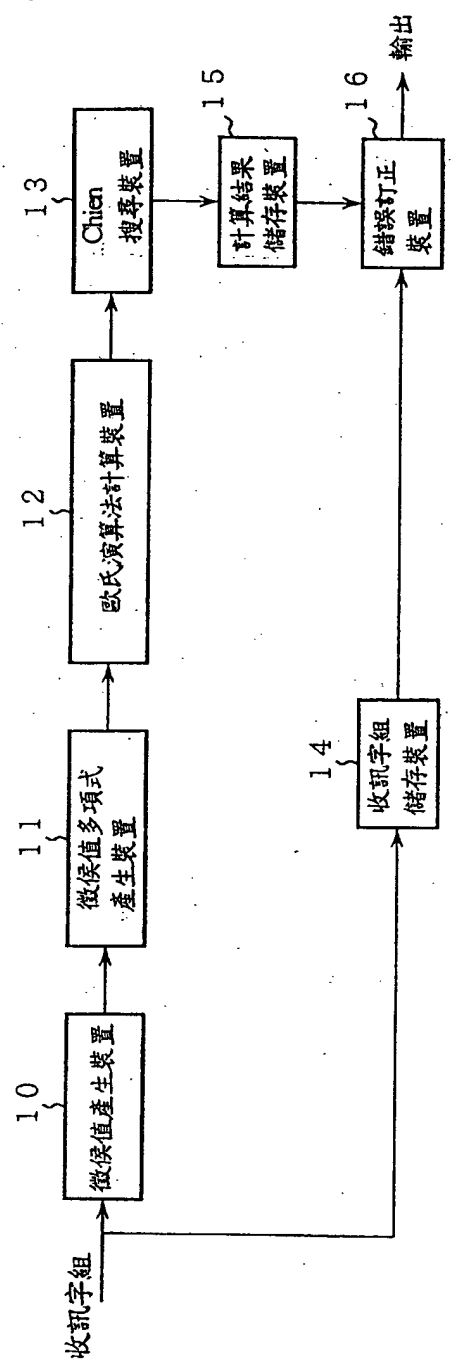 收訊字組
10
徵侯值產生裝置
11
徵侯值多項式
產生裝置
12
歐氏演算法計算裝置
13
Chien
搜尋裝置
14
收訊字組
儲存裝置
15
計算結果
儲存裝置
16
錯誤訂正
裝置
輸出